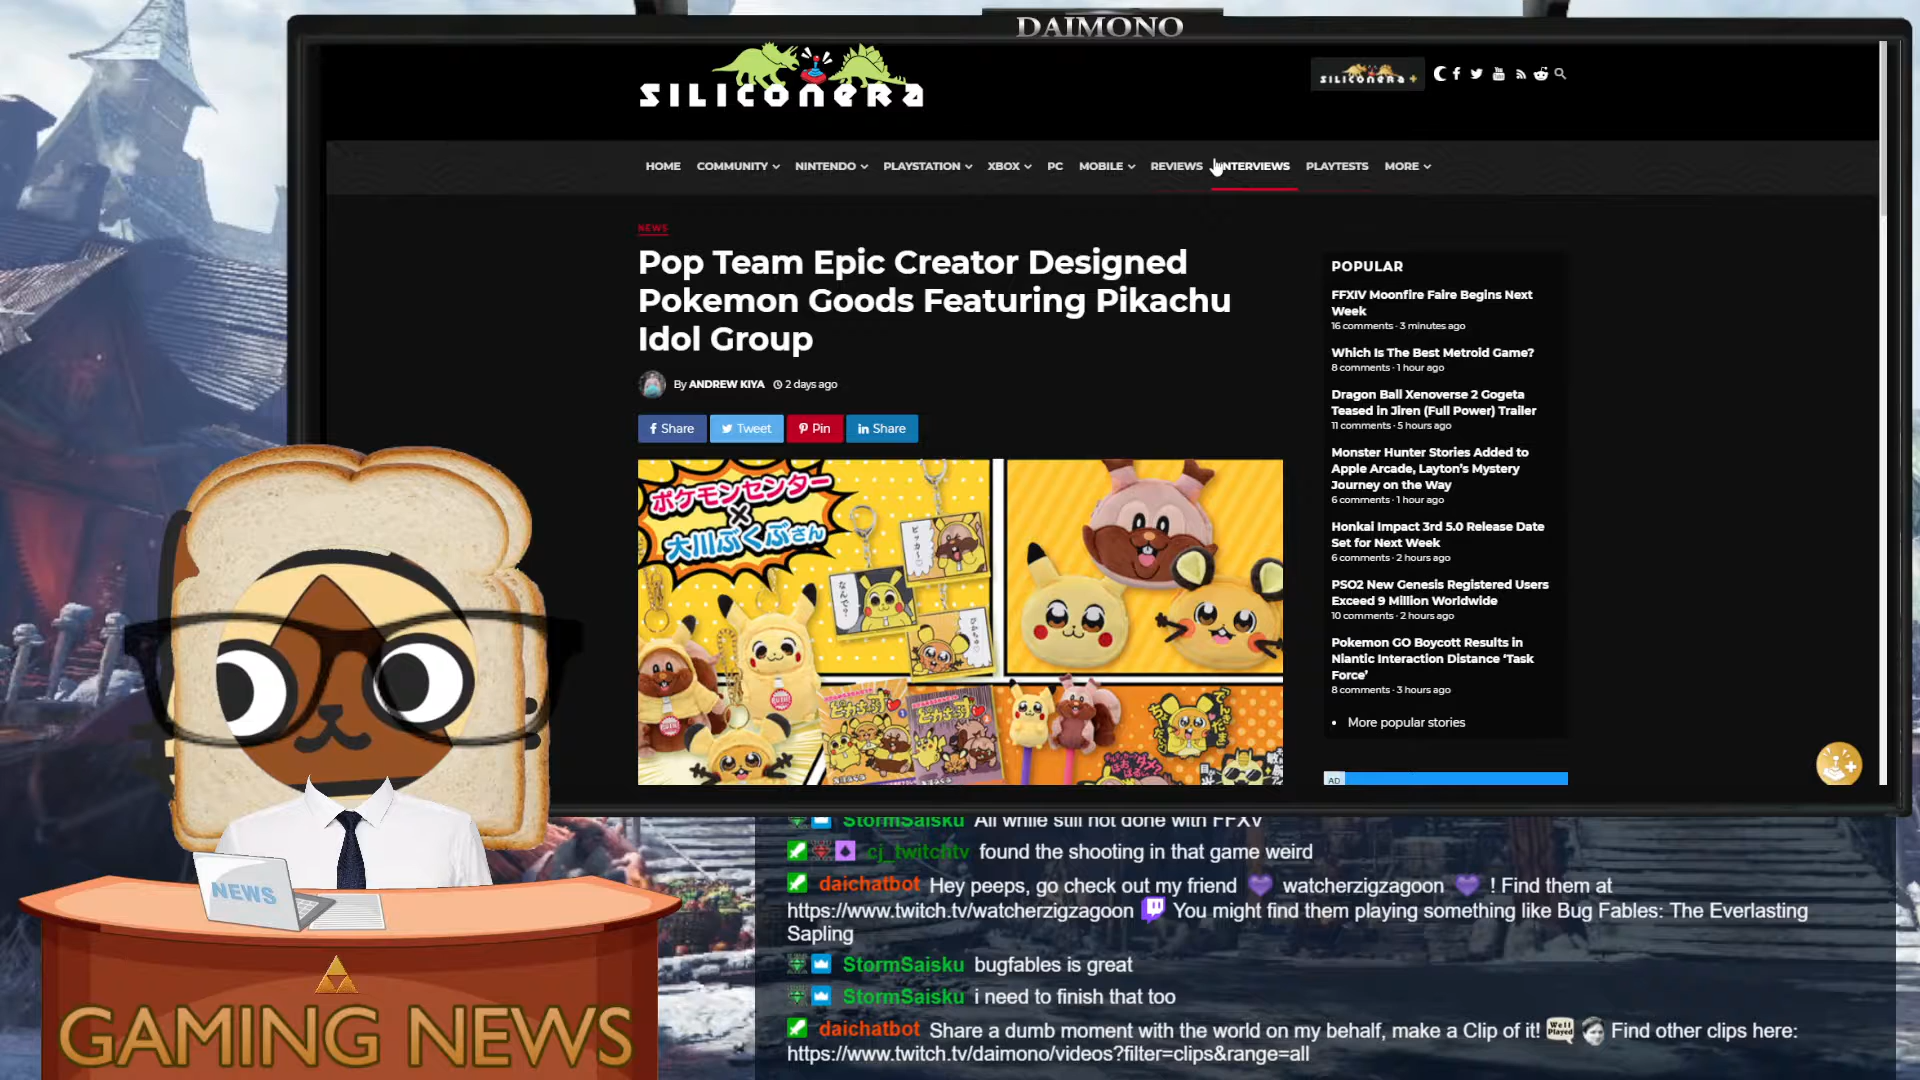 DAIMONO
SILICONERA
SILICONERA +
HOME COMMUNITY NINTENDO PLAYSTATION XBOX PC MOBILE REVIEWS INTERVIEWS PLAYTESTS MORE
NEWS
Pop Team Epic Creator Designed
Pokemon Goods Featuring Pikachu
Idol Group
By ANDREW KIYA 2 days ago
Share Tweet Pin Share
ポケモンセンター
×
大川ぶくぶさん
ピッカー
なんで?
POPULAR
FFXIV Moonfire Faire Begins Next
Week
16 comments · 3 minutes ago
Which Is The Best Metroid Game?
8 comments · 1 hour ago
Dragon Ball Xenoverse 2 Gogeta
Teased in Jiren (Full Power) Trailer
11 comments · 5 hours ago
Monster Hunter Stories Added to
Apple Arcade, Layton's Mystery
Journey on the Way
6 comments · 1 hour ago
Honkai Impact 3rd 5.0 Release Date
Set for Next Week
6 comments · 2 hours ago
PSO2 New Genesis Registered Users
Exceed 9 Million Worldwide
10 comments · 2 hours ago
Pokemon GO Boycott Results in
Niantic Interaction Distance ‘Task
Force’
8 comments · 3 hours ago
More popular stories
AD
StormSaisku All while still not done with FFXV
cj_twitchtv found the shooting in that game weird
daichatbot Hey peeps, go check out my friend watcherzigzagoon ! Find them at
https://www.twitch.tv/watcherzigzagoon You might find them playing something like Bug Fables: The Everlasting
Sapling
StormSaisku bugfables is great
StormSaisku i need to finish that too
daichatbot Share a dumb moment with the world on my behalf, make a Clip of it! Well Played Find other clips here:
https://www.twitch.tv/daimono/videos?filter=clips&range=all
NEWS
GAMING NEWS